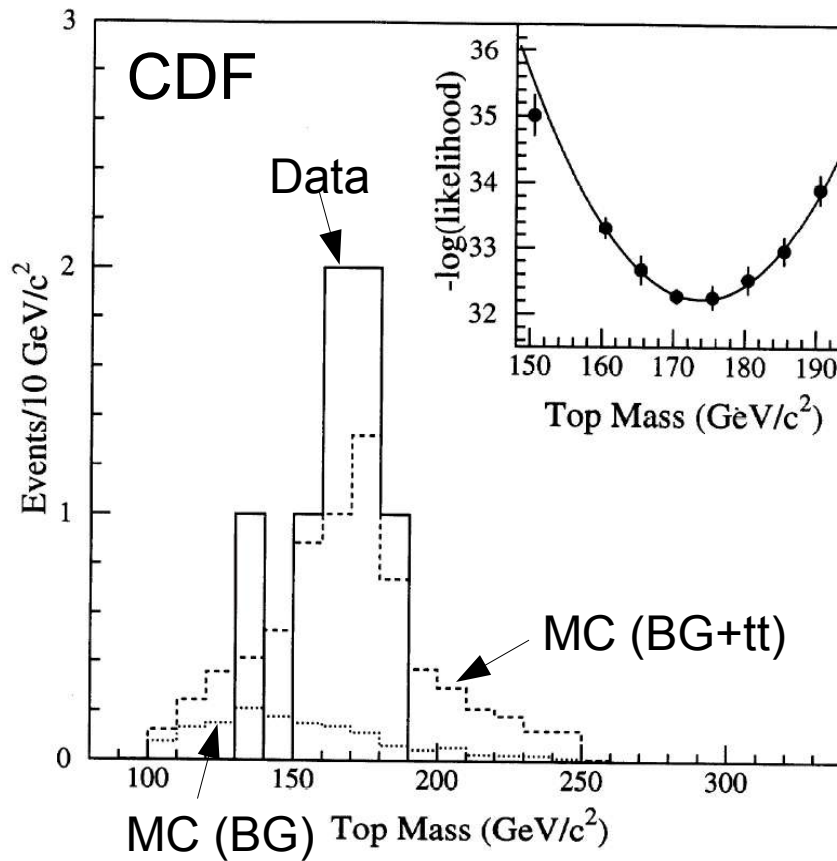 CDF
Data
MC (BG+tt)
MC (BG)
Events/10 GeV/c²
3
2
1
0
100
150
200
250
300
Top Mass (GeV/c²)
-log(likelihood)
36
35
34
33
32
150
160
170
180
190
Top Mass (GeV/c²)